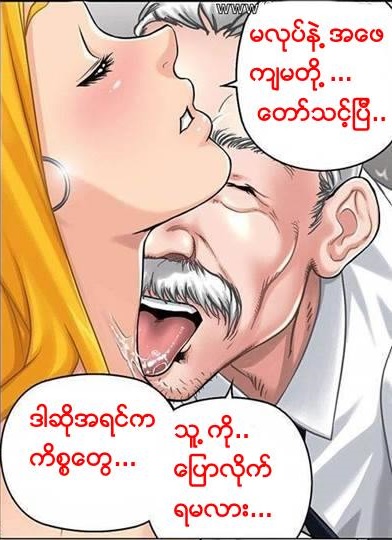 www.
မလုပ်နဲ့ အဖေ
ကျမတို့ ...
တော်သင့်ပြီ..
ဒါဆိုအရင်က
ကိစ္စတွေ...
သူ့ ကို..
ပြောလိုက်
ရမလား...